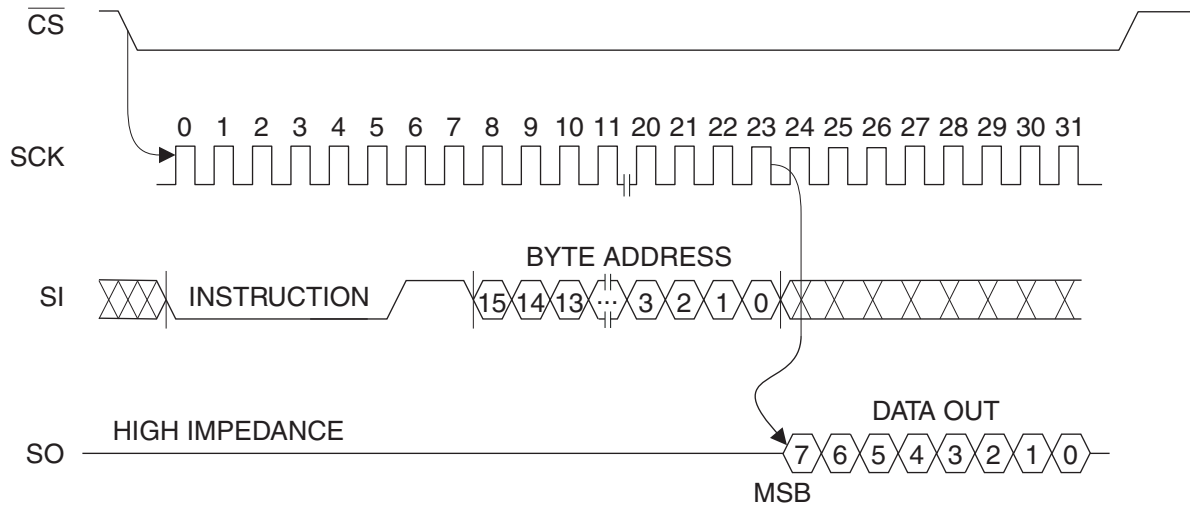 CS
0 1 2 3 4 5 6 7 8 9 10 11 20 21 22 23 24 25 26 27 28 29 30 31
SCK
BYTE ADDRESS
SI INSTRUCTION 15 14 13 ... 3 2 1 0
DATA OUT
HIGH IMPEDANCE
SO 7 6 5 4 3 2 1 0
MSB